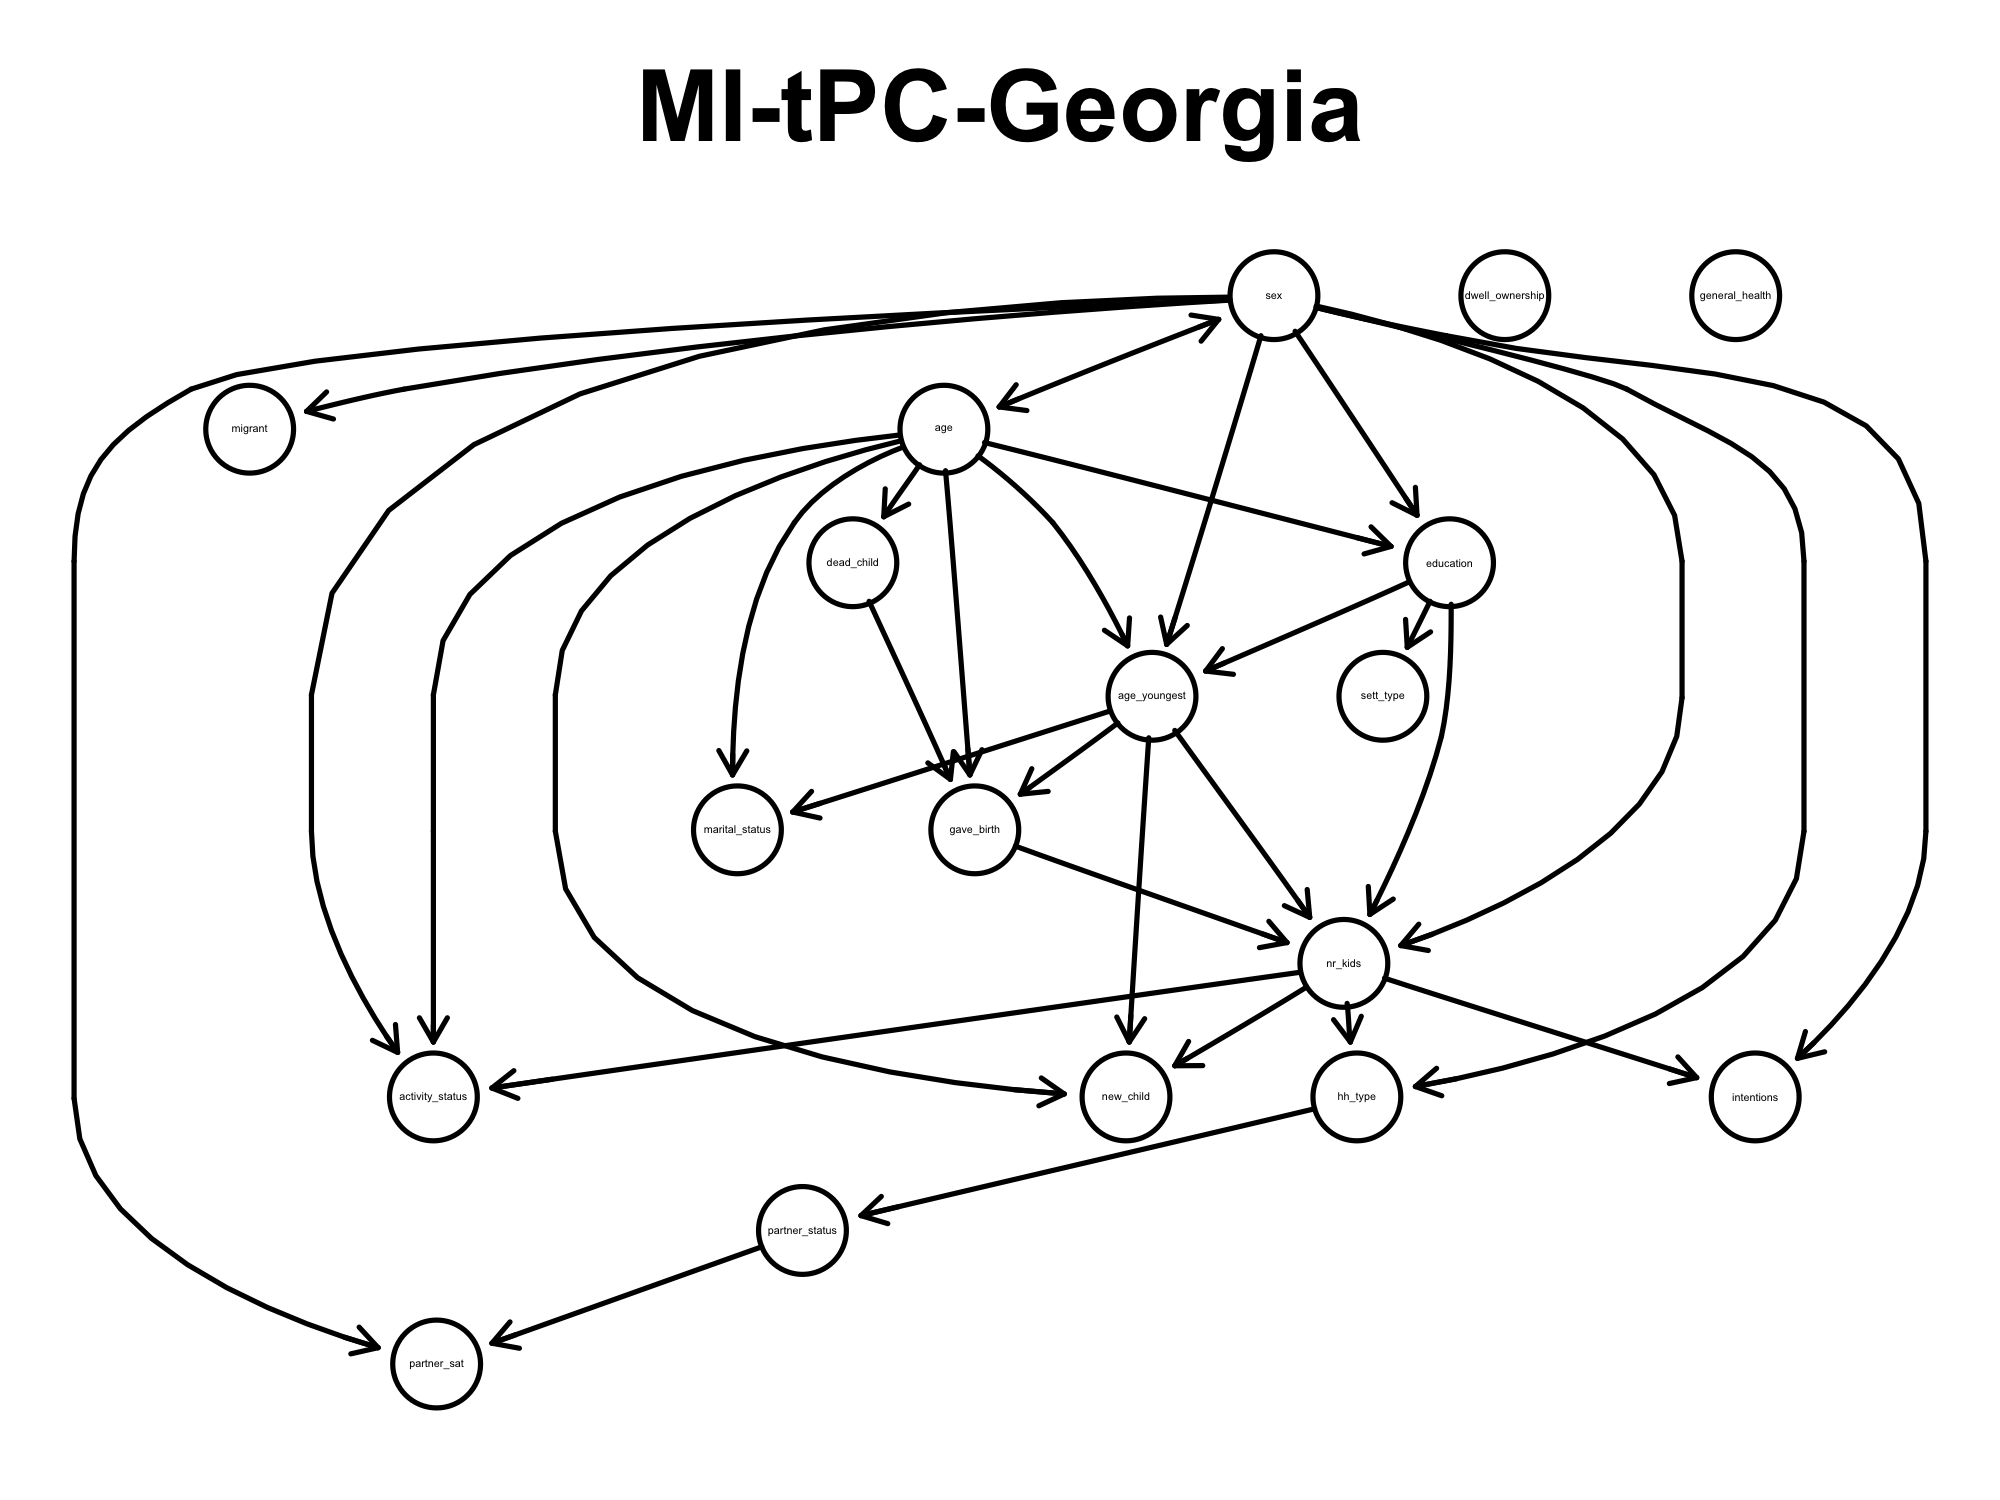 MI-tPC-Georgia
sex
dwell_ownership
general_health
migrant
age
dead_child
education
age_youngest
sett_type
marital_status
gave_birth
nr_kids
activity_status
new_child
hh_type
intentions
partner_status
partner_sat